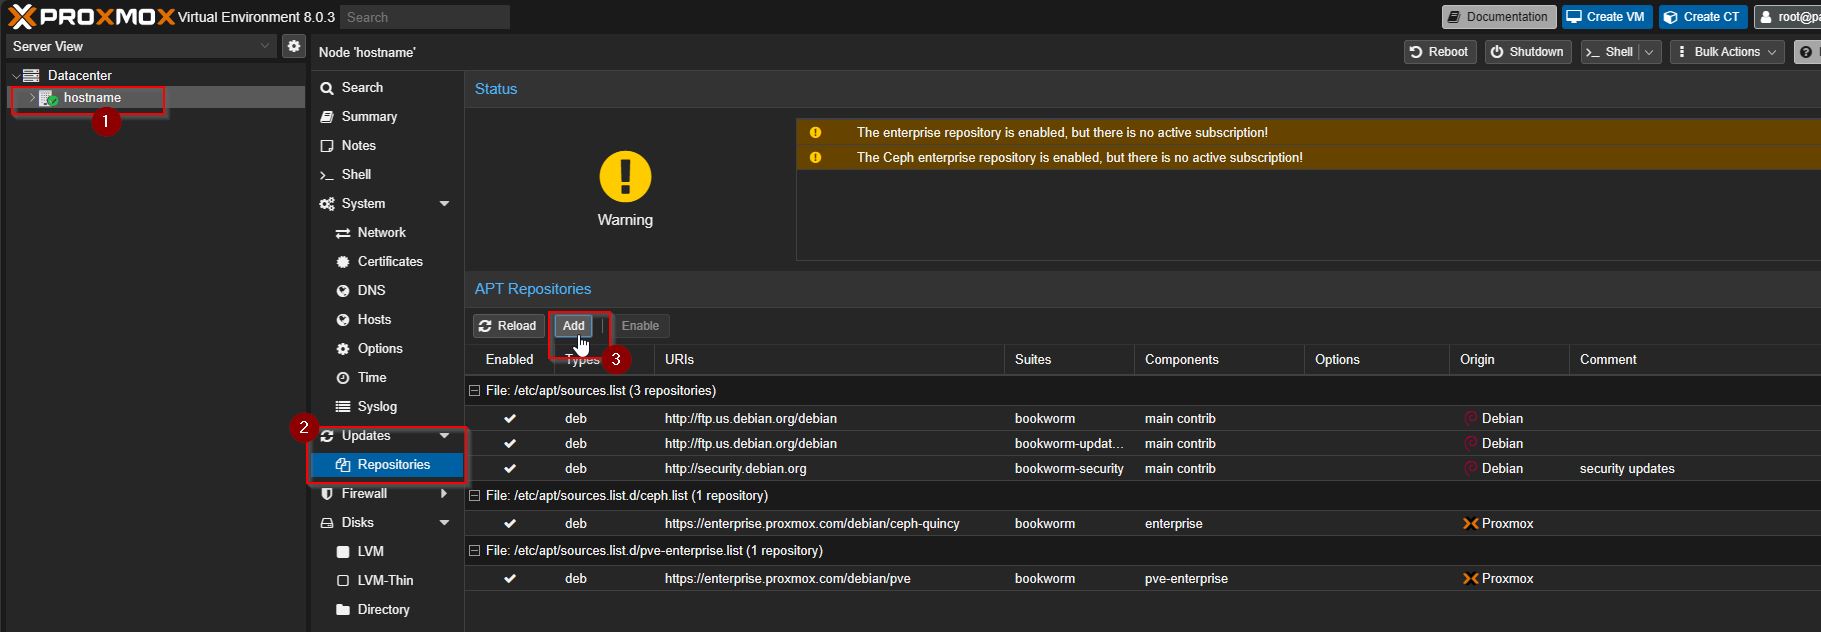 PROXMOX Virtual Environment 8.0.3 Search Documentation Create VM Create CT root@pa
Server View
Node 'hostname' Reboot Shutdown >_ Shell Bulk Actions
Datacenter
hostname
1
Search
Summary
Notes
>_ Shell
System
Network
Certificates
DNS
Hosts
Options
Time
Syslog
2
Updates
Repositories
Firewall
Disks
LVM
LVM-Thin
Directory
Status
Warning
The enterprise repository is enabled, but there is no active subscription!
The Ceph enterprise repository is enabled, but there is no active subscription!
APT Repositories
Reload Add Enable
3
Enabled Types URIs Suites Components Options Origin Comment
File: /etc/apt/sources.list (3 repositories)
deb http://ftp.us.debian.org/debian bookworm main contrib Debian
deb http://ftp.us.debian.org/debian bookworm-updat... main contrib Debian
deb http://security.debian.org bookworm-security main contrib Debian security updates
File: /etc/apt/sources.list.d/ceph.list (1 repository)
deb https://enterprise.proxmox.com/debian/ceph-quincy bookworm enterprise Proxmox
File: /etc/apt/sources.list.d/pve-enterprise.list (1 repository)
deb https://enterprise.proxmox.com/debian/pve bookworm pve-enterprise Proxmox